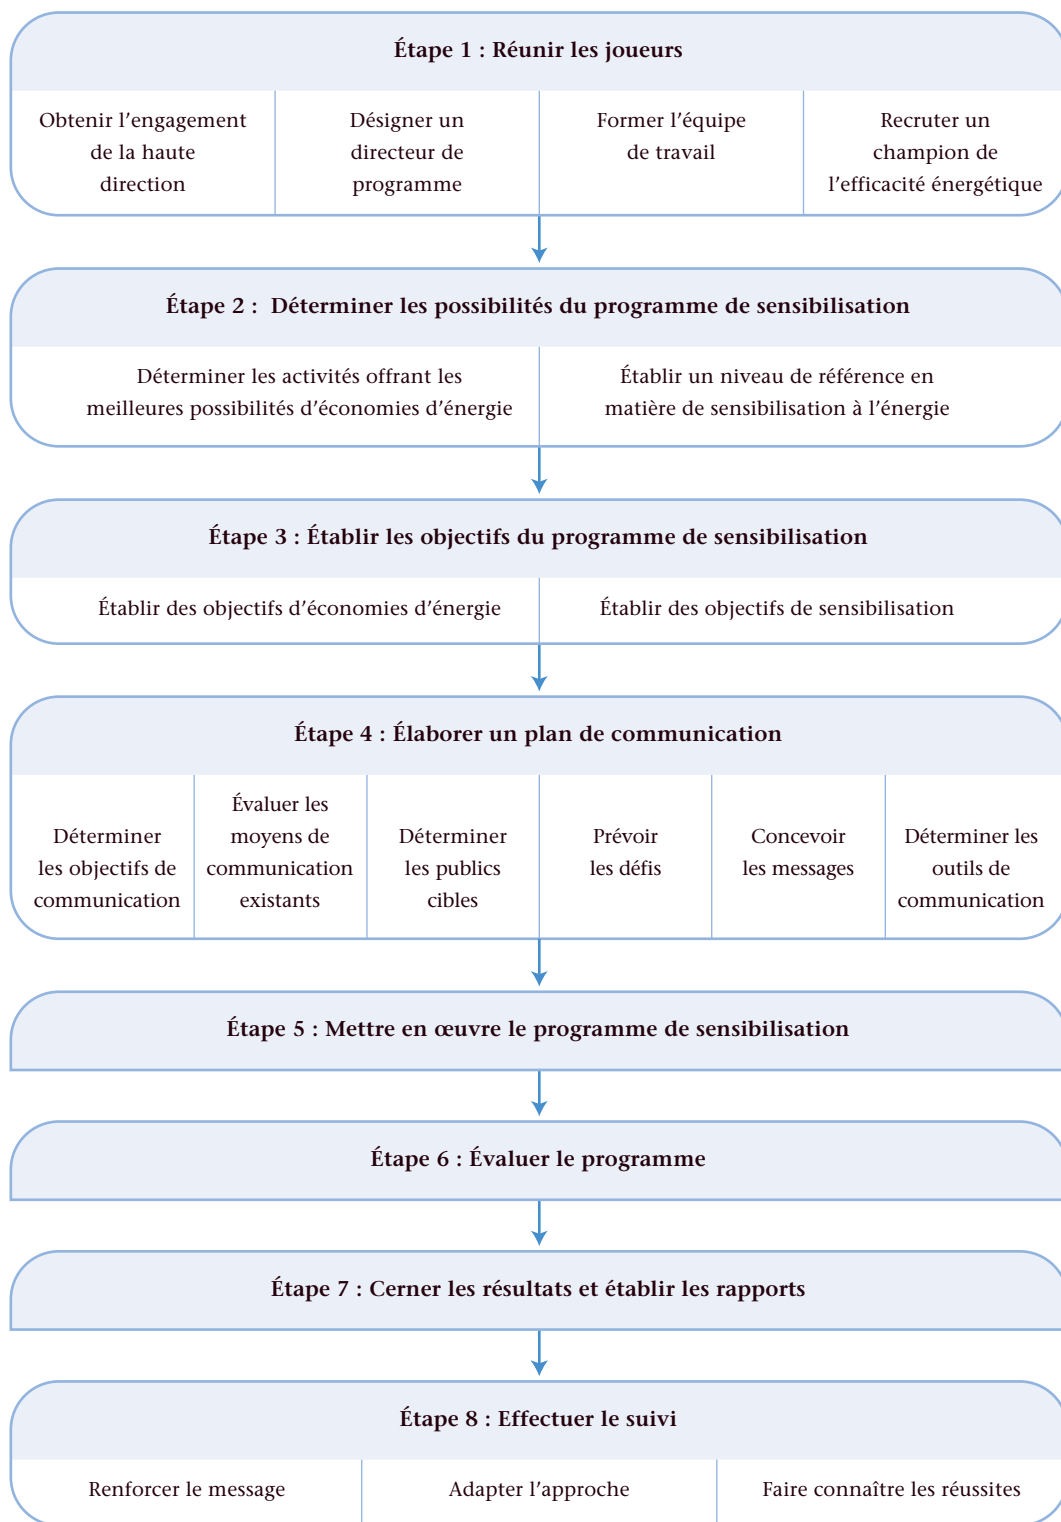 Étape 1 : Réunir les joueurs
Obtenir l'engagement
de la haute
direction
Désigner un
directeur de
programme
Former l'équipe
de travail
Recruter un
champion de
l'efficacité énergétique
Étape 2 :  Déterminer les possibilités du programme de sensibilisation
Déterminer les activités offrant les
meilleures possibilités d'économies d'énergie
Établir un niveau de référence en
matière de sensibilisation à l'énergie
Étape 3 : Établir les objectifs du programme de sensibilisation
Établir des objectifs d'économies d'énergie
Établir des objectifs de sensibilisation
Étape 4 : Élaborer un plan de communication
Déterminer
les objectifs de
communication
Évaluer les
moyens de
communication
existants
Déterminer
les publics
cibles
Prévoir
les défis
Concevoir
les messages
Déterminer les
outils de
communication
Étape 5 : Mettre en œuvre le programme de sensibilisation
Étape 6 : Évaluer le programme
Étape 7 : Cerner les résultats et établir les rapports
Étape 8 : Effectuer le suivi
Renforcer le message
Adapter l'approche
Faire connaître les réussites